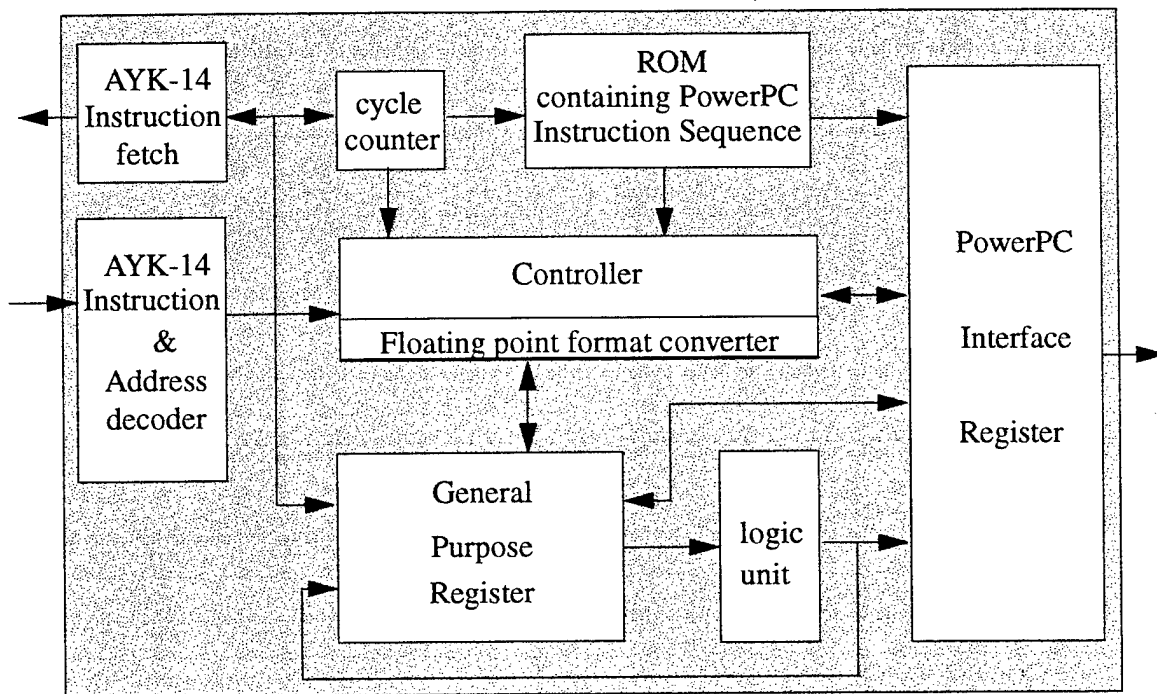 AYK-14
Instruction
fetch
cycle
counter
ROM
containing PowerPC
Instruction Sequence
AYK-14
Instruction
&
Address
decoder
Controller
Floating point format converter
General
Purpose
Register
logic
unit
PowerPC
Interface
Register